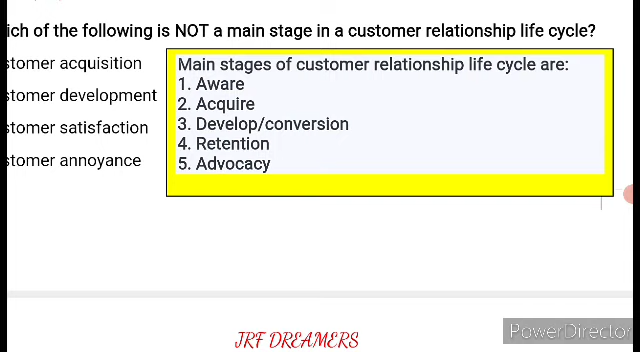 ich of the following is NOT a main stage in a customer relationship life cycle?
stomer acquisition
stomer development
stomer satisfaction
stomer annoyance
Main stages of customer relationship life cycle are:
1. Aware
2. Acquire
3. Develop/conversion
4. Retention
5. Advocacy
PowerDirector
JRF DREAMERS